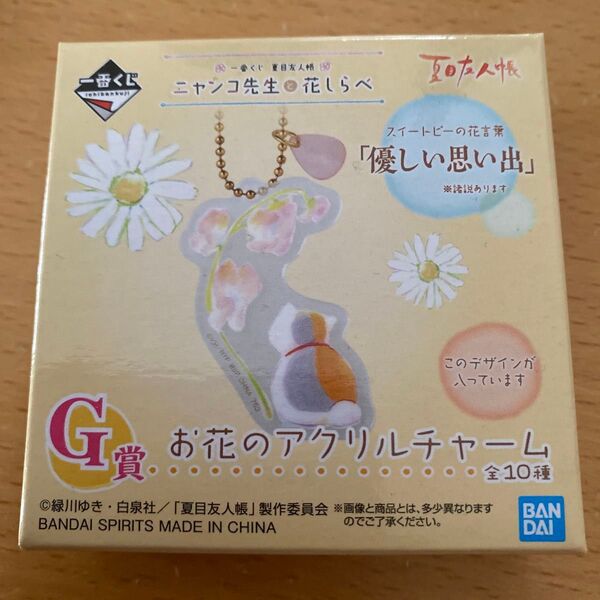 一番くじ
ichibankuji
一番くじ 夏目友人帳
ニャンコ先生と花しらべ
夏目友人帳
スイートピーの花言葉
「優しい思い出」
※諸説あります
このデザインが
入っています
G賞
お花のアクリルチャーム
全10種
©緑川ゆき・白泉社／「夏目友人帳」製作委員会
BANDAI SPIRITS MADE IN CHINA
※画像と商品とは、多少異なります
のでご了承ください。
BAN
DAI